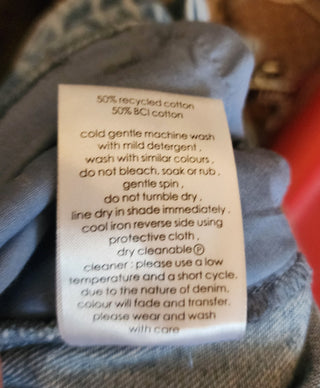 50% recycled cotton
50% BCI cotton
cold gentle machine wash
with mild detergent ,
wash with similar colours ,
do not bleach, soak or rub ,
gentle spin ,
do not tumble dry ,
line dry in shade immediately ,
cool iron reverse side using
protective cloth ,
dry cleanable Ⓟ
cleaner : please use a low
temperature and a short cycle.
due to the nature of denim,
colour will fade and transfer.
please wear and wash
with care